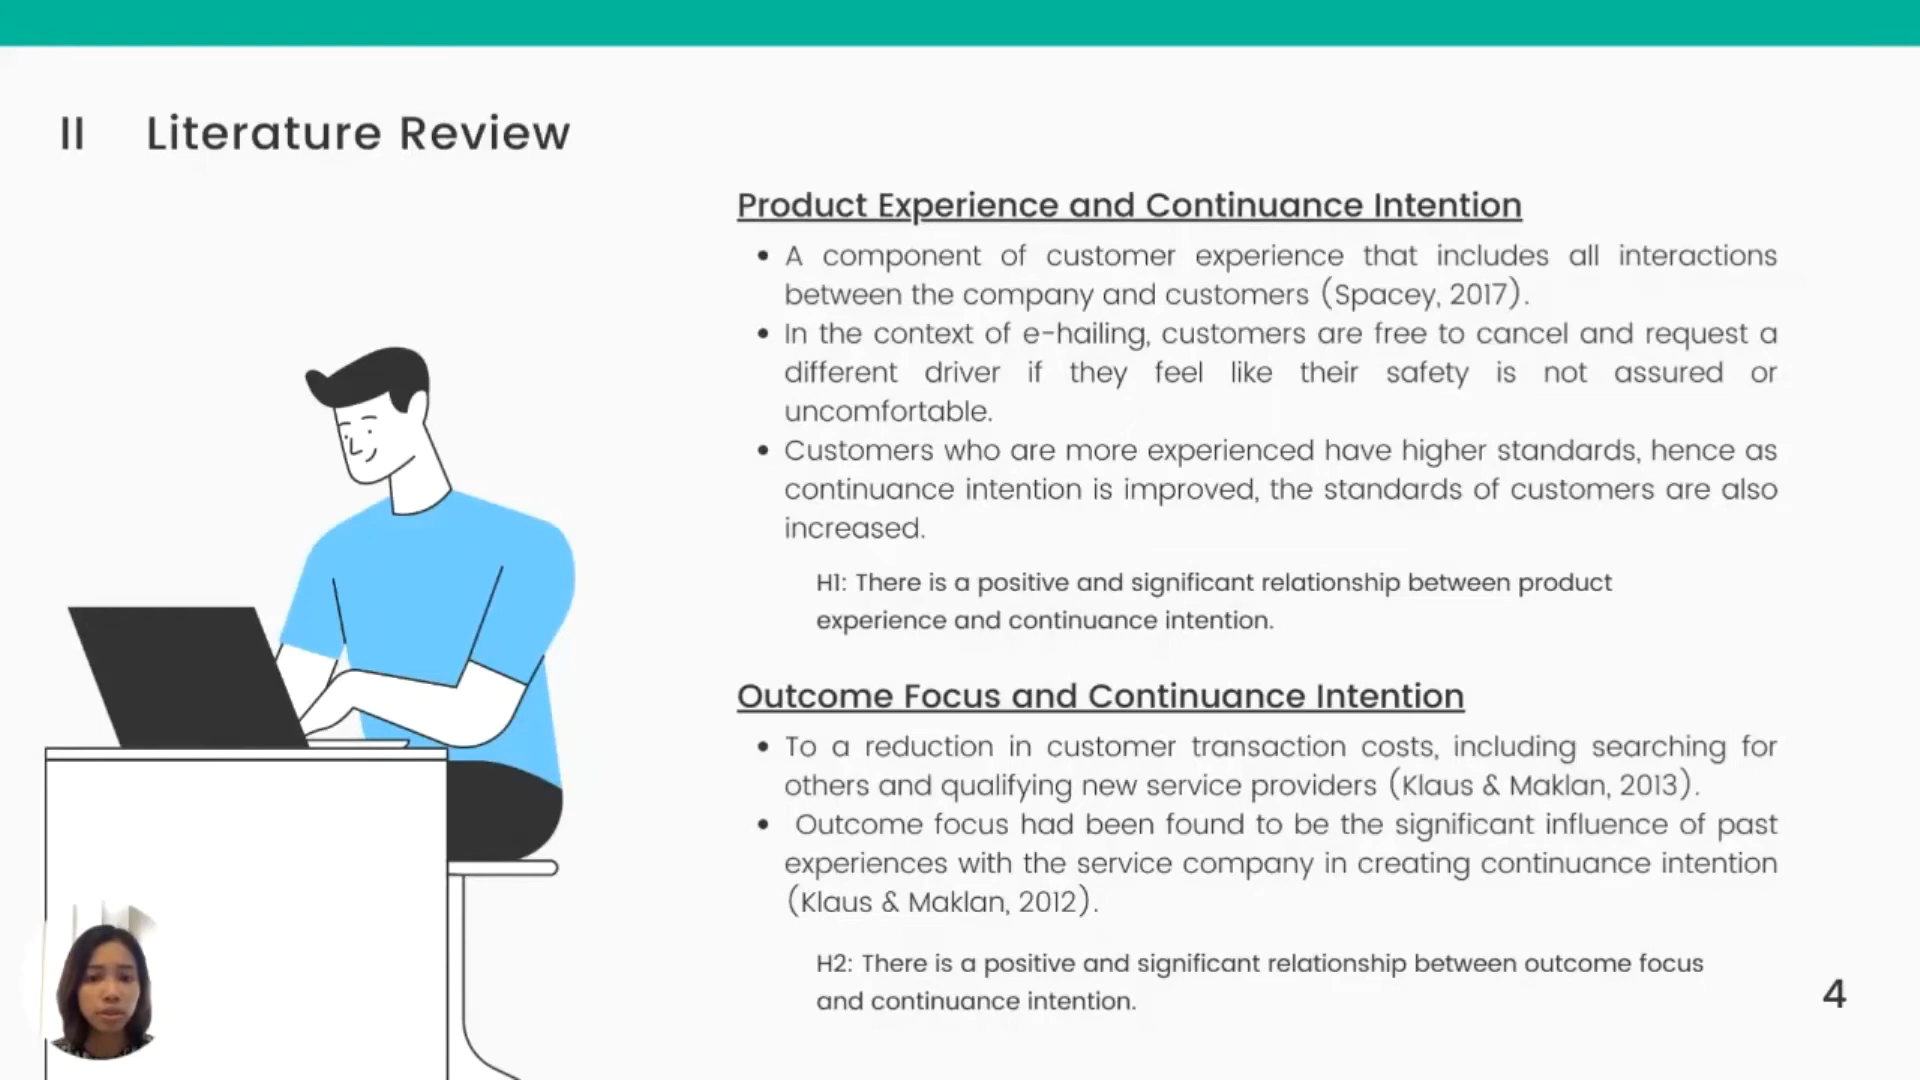 II Literature Review
Product Experience and Continuance Intention
• A component of customer experience that includes all interactions
between the company and customers (Spacey, 2017).
• In the context of e-hailing, customers are free to cancel and request a
different driver if they feel like their safety is not assured or
uncomfortable.
• Customers who are more experienced have higher standards, hence as
continuance intention is improved, the standards of customers are also
increased.
H1: There is a positive and significant relationship between product
experience and continuance intention.
Outcome Focus and Continuance Intention
• To a reduction in customer transaction costs, including searching for
others and qualifying new service providers (Klaus & Maklan, 2013).
• Outcome focus had been found to be the significant influence of past
experiences with the service company in creating continuance intention
(Klaus & Maklan, 2012).
H2: There is a positive and significant relationship between outcome focus
and continuance intention.
4